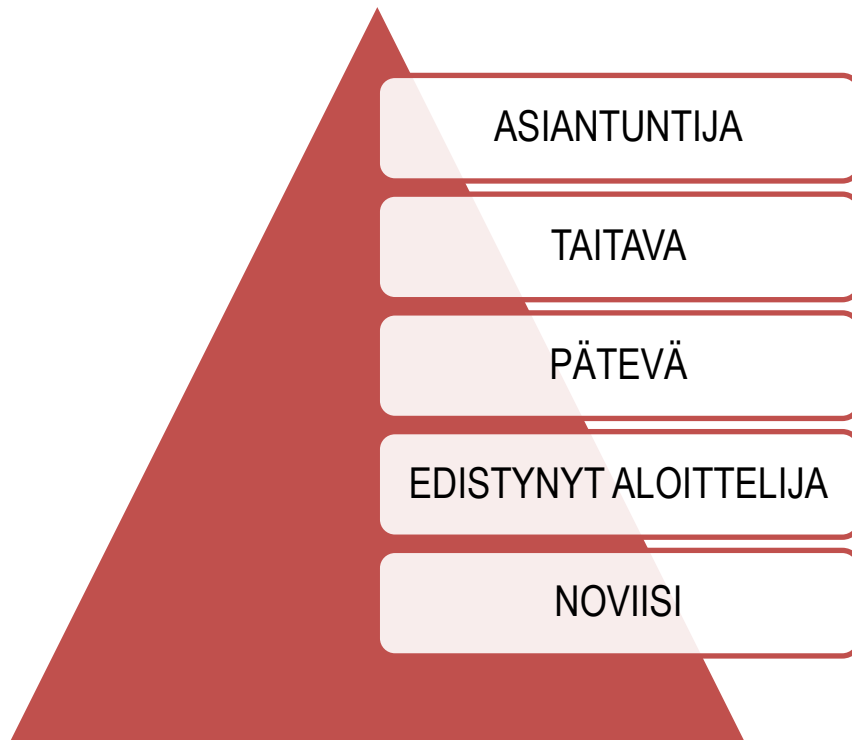 ASIANTUNTIJA
TAITAVA
PÄTEVÄ
EDISTYNYT ALOITTELIJA
NOVIISI